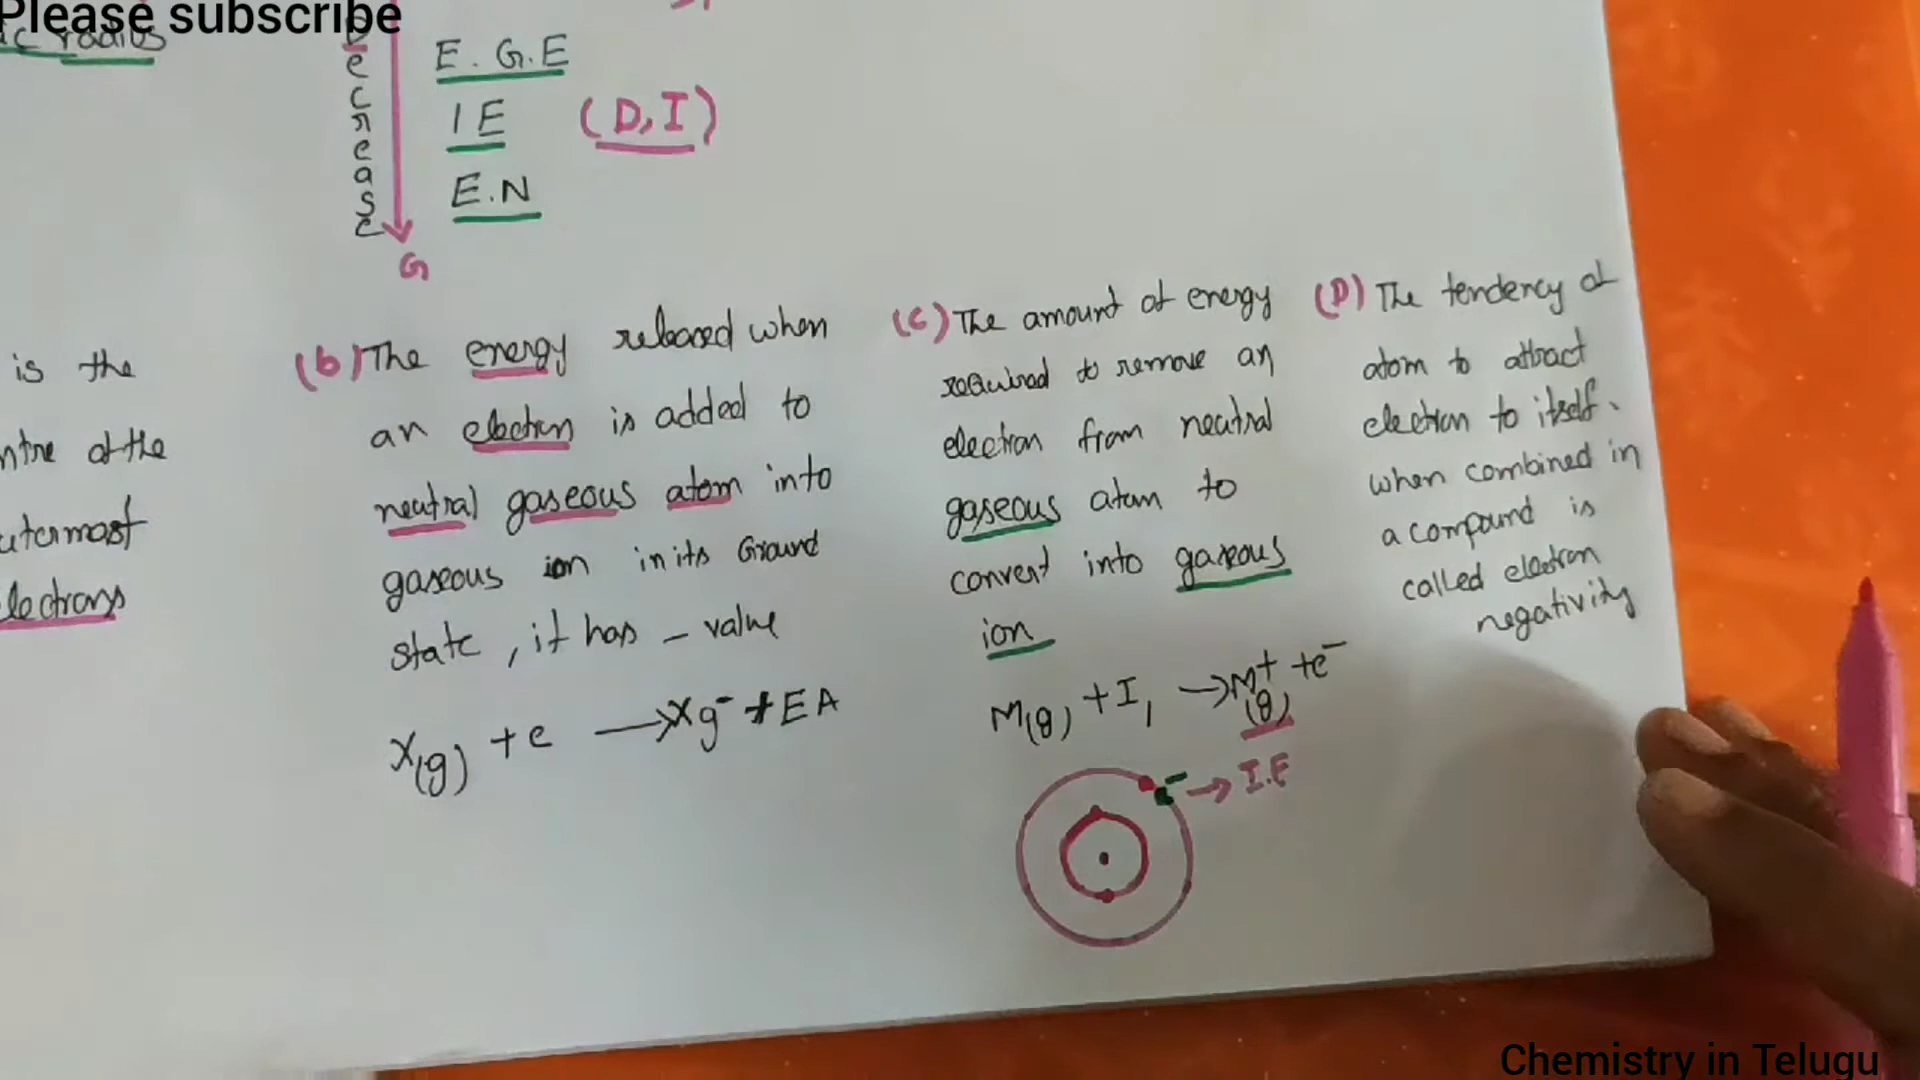 Please subscribe
ic radius
Decrease
E.G.E
IE (D,I)
E.N
G
is the
ntre of the
utermost
lectrons
(b) The energy released when
an electron is added to
neutral gaseous atom into
gaseous ion in its Ground
state, it has - value
X(g) + e → Xg⁻ + EA
(C) The amount of energy
required to remove an
electron from neutral
gaseous atom to
convert into gaseous
ion
M(g) + I₁ → M⁺(g) + e⁻
e⁻ → I.E
(D) The tendency of
atom to attract
electron to itself.
when combined in
a compound is
called electron
negativity
Chemistry in Telugu